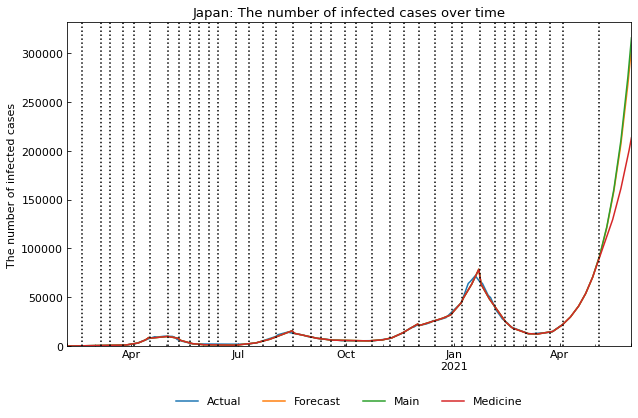 Japan: The number of infected cases over time
The number of infected cases
300000
250000
200000
150000
100000
50000
0
Apr Jul Oct Jan Apr
2021
Actual Forecast Main Medicine